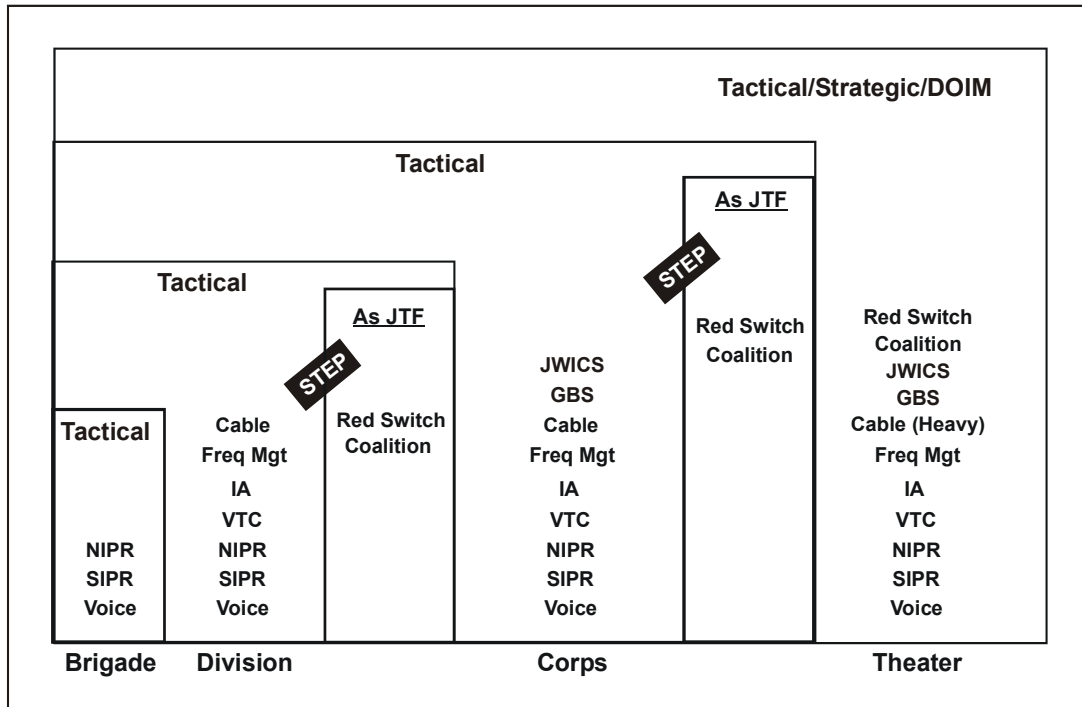 Tactical/Strategic/DOIM
Tactical
As JTF
STEP
Tactical
As JTF
STEP
Tactical
NIPR
SIPR
Voice
Cable
Freq Mgt
IA
VTC
NIPR
SIPR
Voice
Red Switch
Coalition
JWICS
GBS
Cable
Freq Mgt
IA
VTC
NIPR
SIPR
Voice
Red Switch
Coalition
Red Switch
Coalition
JWICS
GBS
Cable (Heavy)
Freq Mgt
IA
VTC
NIPR
SIPR
Voice
Brigade
Division
Corps
Theater